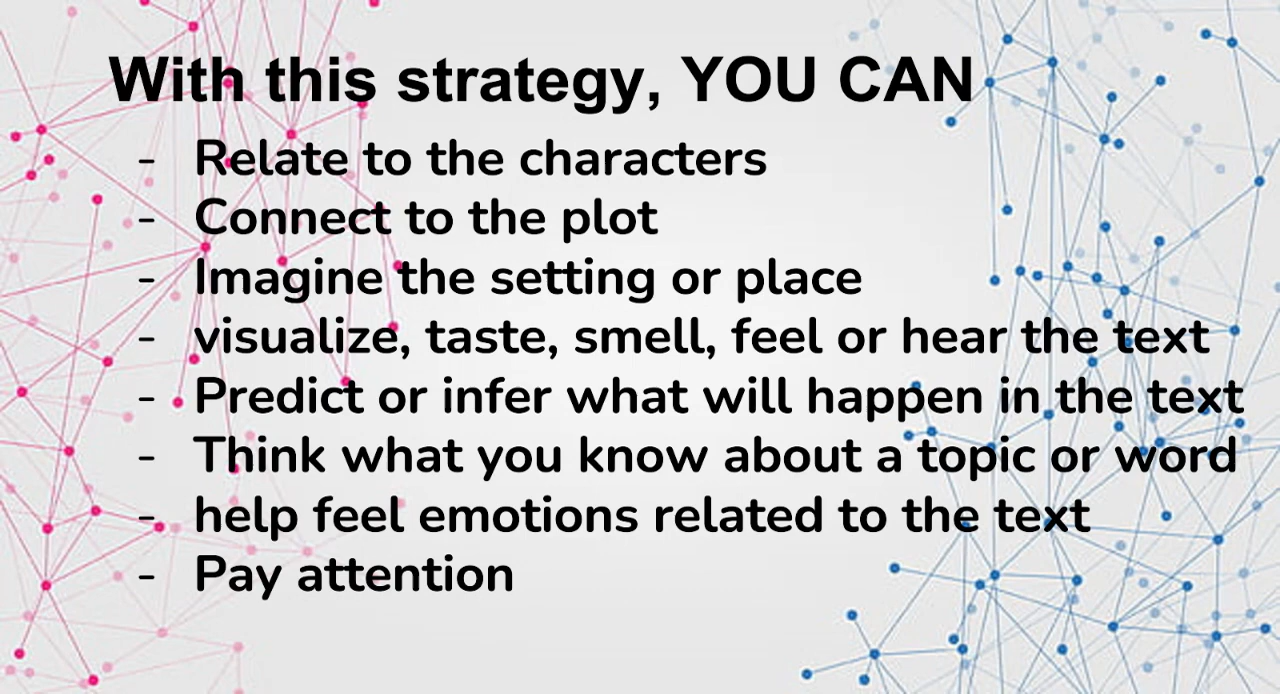 With this strategy, YOU CAN
- Relate to the characters
- Connect to the plot
- Imagine the setting or place
- visualize, taste, smell, feel or hear the text
- Predict or infer what will happen in the text
- Think what you know about a topic or word
- help feel emotions related to the text
- Pay attention